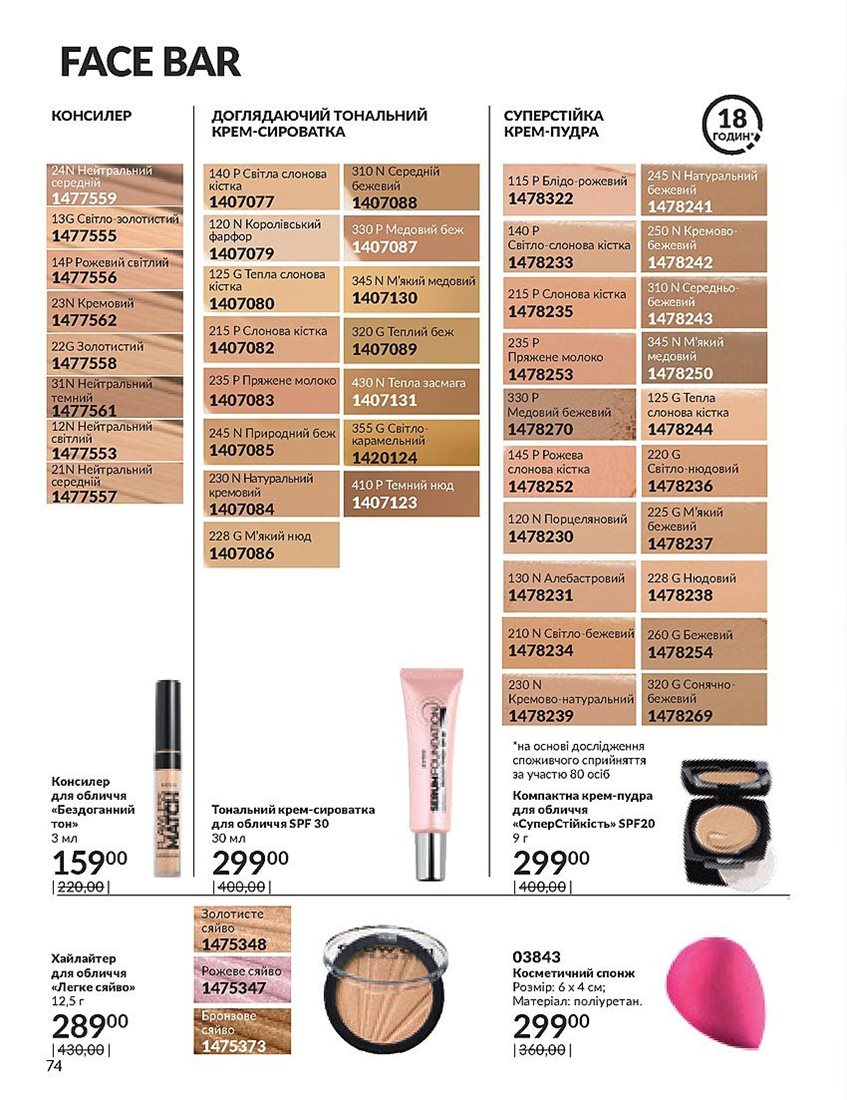 FACE BAR
КОНСИЛЕР
24N Нейтральний
середній
1477559
13G Світло-золотистий
1477555
14P Рожевий світлий
1477556
23N Кремовий
1477562
22G Золотистий
1477558
31N Нейтральний
темний
1477561
12N Нейтральний
світлий
1477553
21N Нейтральний
середній
1477557
Консилер
для обличчя
«Бездоганний
тон»
3 мл
15900
|220,00|
ДОГЛЯДАЮЧИЙ ТОНАЛЬНИЙ
КРЕМ-СИРОВАТКА
140 P Світла слонова
кістка
1407077
120 N Королівський
фарфор
1407079
125 G Тепла слонова
кістка
1407080
215 P Слонова кістка
1407082
235 P Пряжене молоко
1407083
245 N Природний беж
1407085
230 N Натуральний
кремовий
1407084
228 G М'який нюд
1407086
310 N Середній
бежевий
1407088
330 P Медовий беж
1407087
345 N М'який медовий
1407130
320 G Теплий беж
1407089
430 N Тепла засмага
1407131
355 G Світло-
карамельний
1420124
410 P Темний нюд
1407123
SERUM FOUNDATION
Тональний крем-сироватка
для обличчя SPF 30
30 мл
29900
|400,00|
СУПЕРСТІЙКА
КРЕМ-ПУДРА
18
ГОДИН*
115 P Блідо-рожевий
1478322
140 P
Світло-слонова кістка
1478233
215 P Слонова кістка
1478235
235 P
Пряжене молоко
1478253
330 P
Медовий бежевий
1478270
145 P Рожева
слонова кістка
1478252
120 N Порцеляновий
1478230
130 N Алебастровий
1478231
210 N Світло-бежевий
1478234
230 N
Кремово-натуральний
1478239
245 N Натуральний
бежевий
1478241
250 N Кремово-
бежевий
1478242
310 N Середньо-
бежевий
1478243
345 N М'який
медовий
1478250
125 G Тепла
слонова кістка
1478244
220 G
Світло-нюдовий
1478236
225 G М'який
бежевий
1478237
228 G Нюдовий
1478238
260 G Бежевий
1478254
320 G Сонячно-
бежевий
1478269
*на основі дослідження
споживчого сприйняття
за участю 80 осіб
Компактна крем-пудра
для обличчя
«СуперСтійкість» SPF20
9 г
29900
|400,00|
Хайлайтер
для обличчя
«Легке сяйво»
12,5 г
28900
|430,00|
Золотисте
сяйво
1475348
Рожеве сяйво
1475347
Бронзове
сяйво
1475373
03843
Косметичний спонж
Розмір: 6 х 4 см;
Матеріал: поліуретан.
29900
|360,00|
74